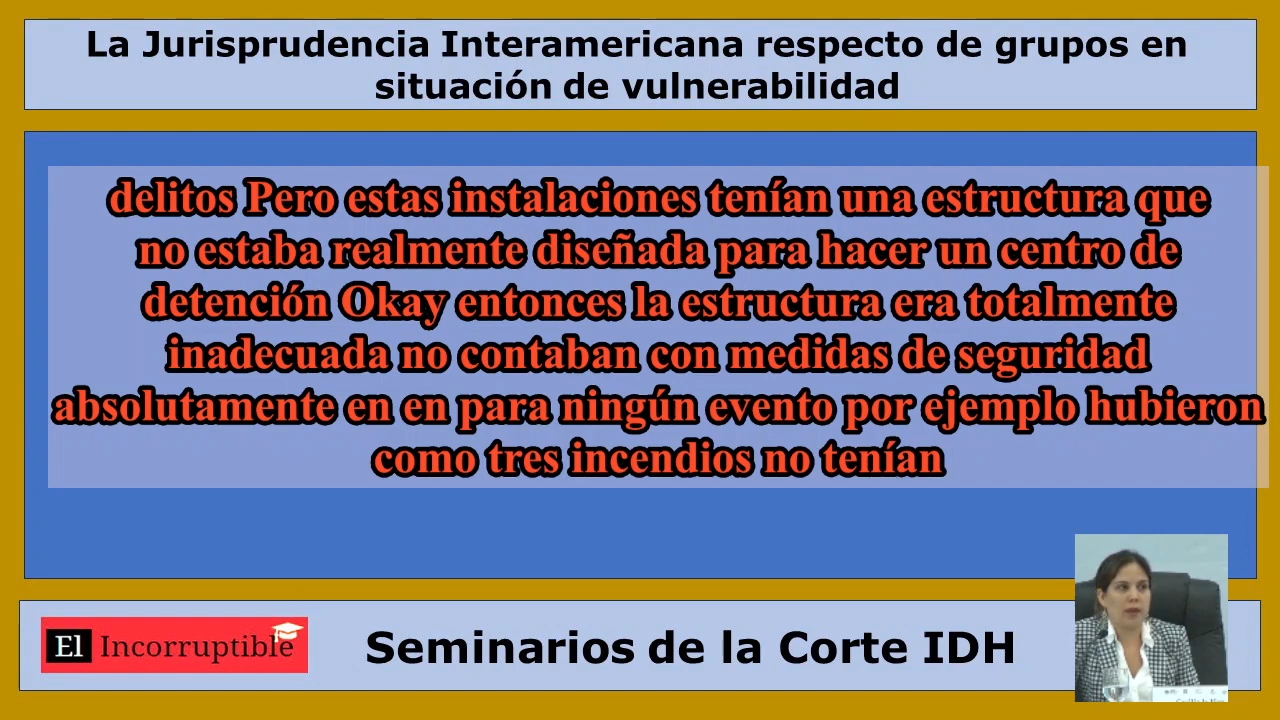 La Jurisprudencia Interamericana respecto de grupos en
situación de vulnerabilidad
delitos Pero estas instalaciones tenían una estructura que
no estaba realmente diseñada para hacer un centro de
detención Okay entonces la estructura era totalmente
inadecuada no contaban con medidas de seguridad
absolutamente en en para ningún evento por ejemplo hubieron
como tres incendios no tenían
El Incorruptible
Seminarios de la Corte IDH